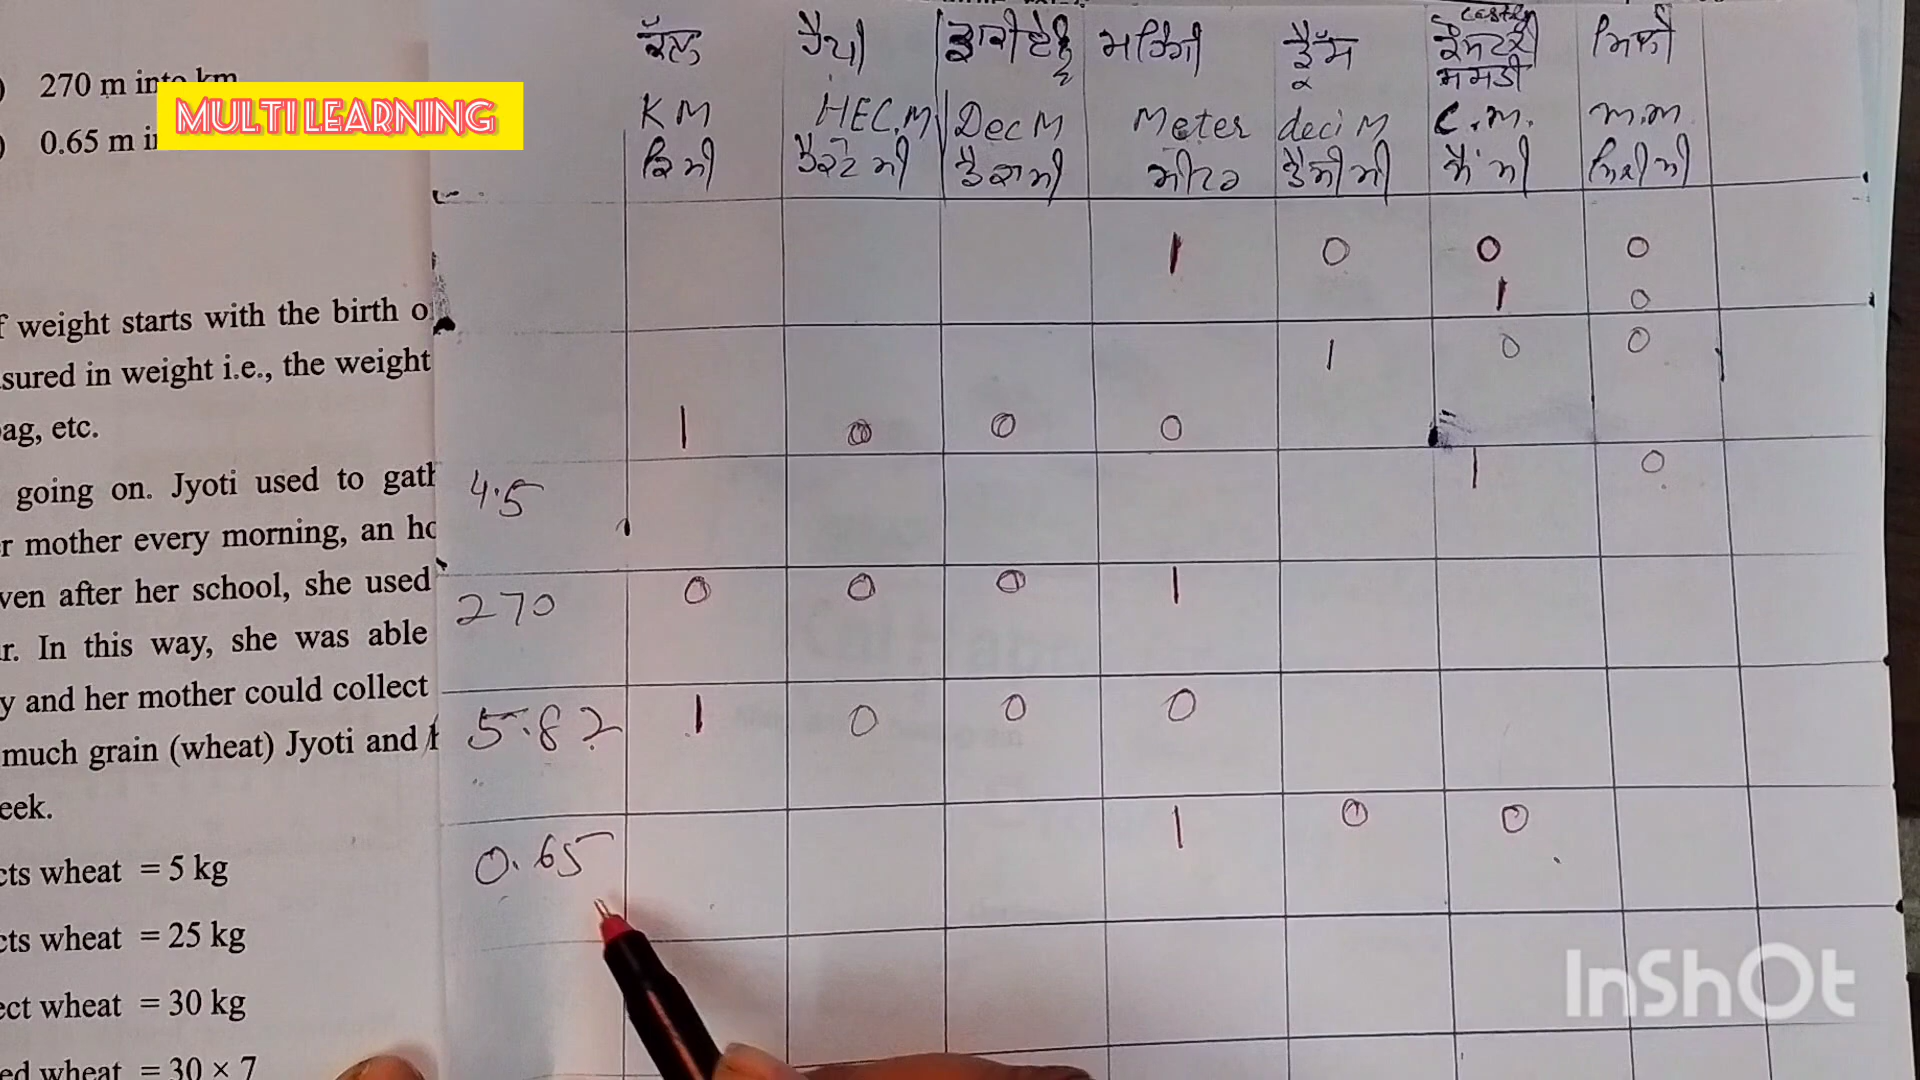 270 m into km
0.65 m i
MULTI LEARNING
f weight starts with the birth o
sured in weight i.e., the weight
ag, etc.
going on. Jyoti used to gath
r mother every morning, an ho
ven after her school, she used
r. In this way, she was able
y and her mother could collect
much grain (wheat) Jyoti and h
eek.
cts wheat = 5 kg
cts wheat = 25 kg
ect wheat = 30 kg
ed wheat = 30 × 7
KM HEC.M DecM Meter deci M C.M. m.m.
ਕਿਮੀ ਹੈਕਟੋਮੀ ਡੈਕਾਮੀ ਮੀਟਰ ਡੈਸੀਮੀ ਸੈਂਮੀ ਮਿਲੀਮੀ
1 0 0 0
1 0
1 0 0
1 0 0 0
4.5 1 0
270 0 0 0 1
5.82 1 0 0 0
0.65 1 0 0
InShOt